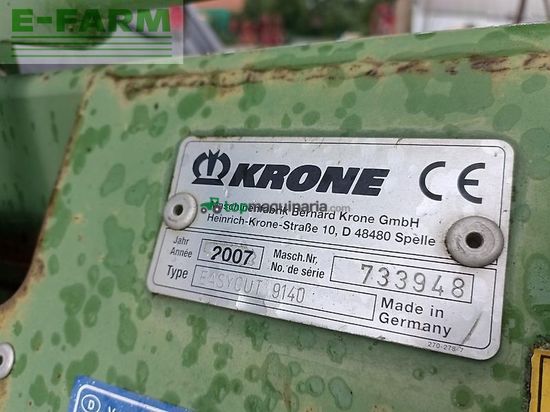 E-FARM
KRONE
CE
Maschinenfabrik Bernhard Krone GmbH
Heinrich-Krone-Straße 10, D 48480 Spelle
Jahr
Année
2007
Masch.Nr.
No. de série
733948
Type
EASYCUT 9140
Made in
Germany
D